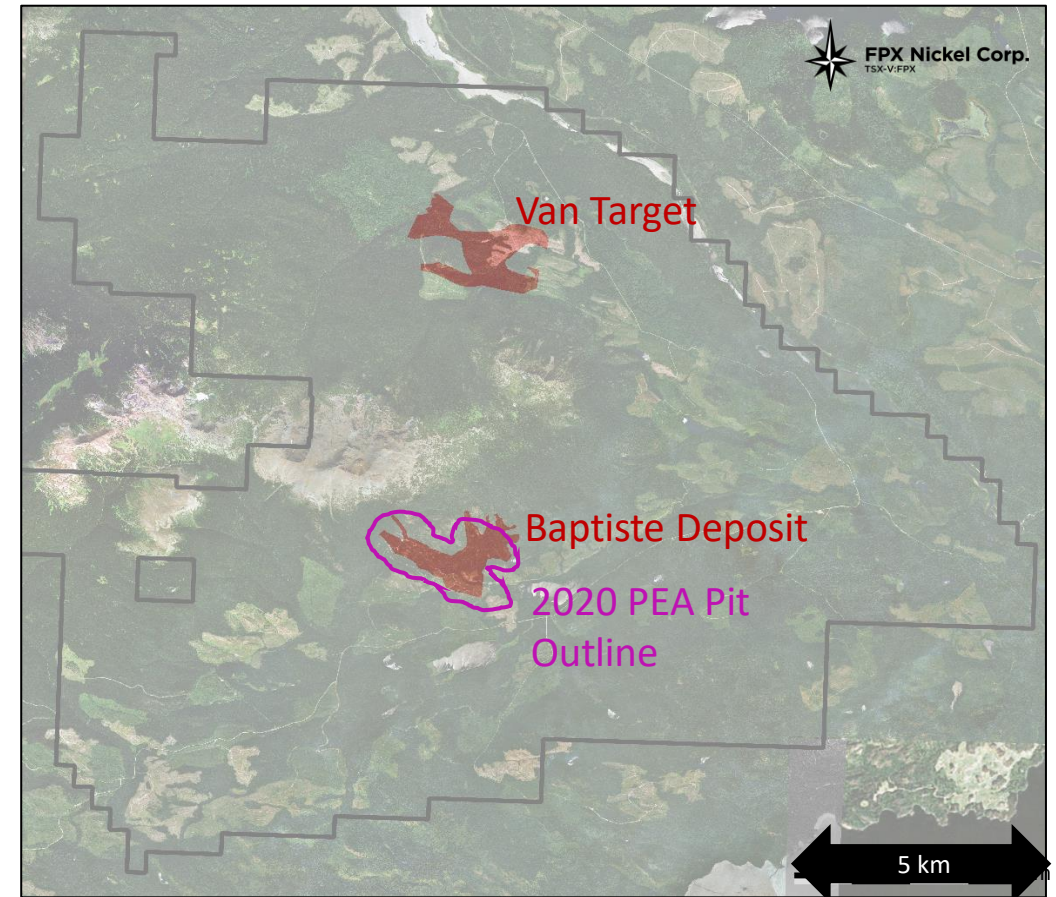 FPX Nickel Corp.
TSX-V:FPX
Van Target
Baptiste Deposit
2020 PEA Pit
Outline
5 km